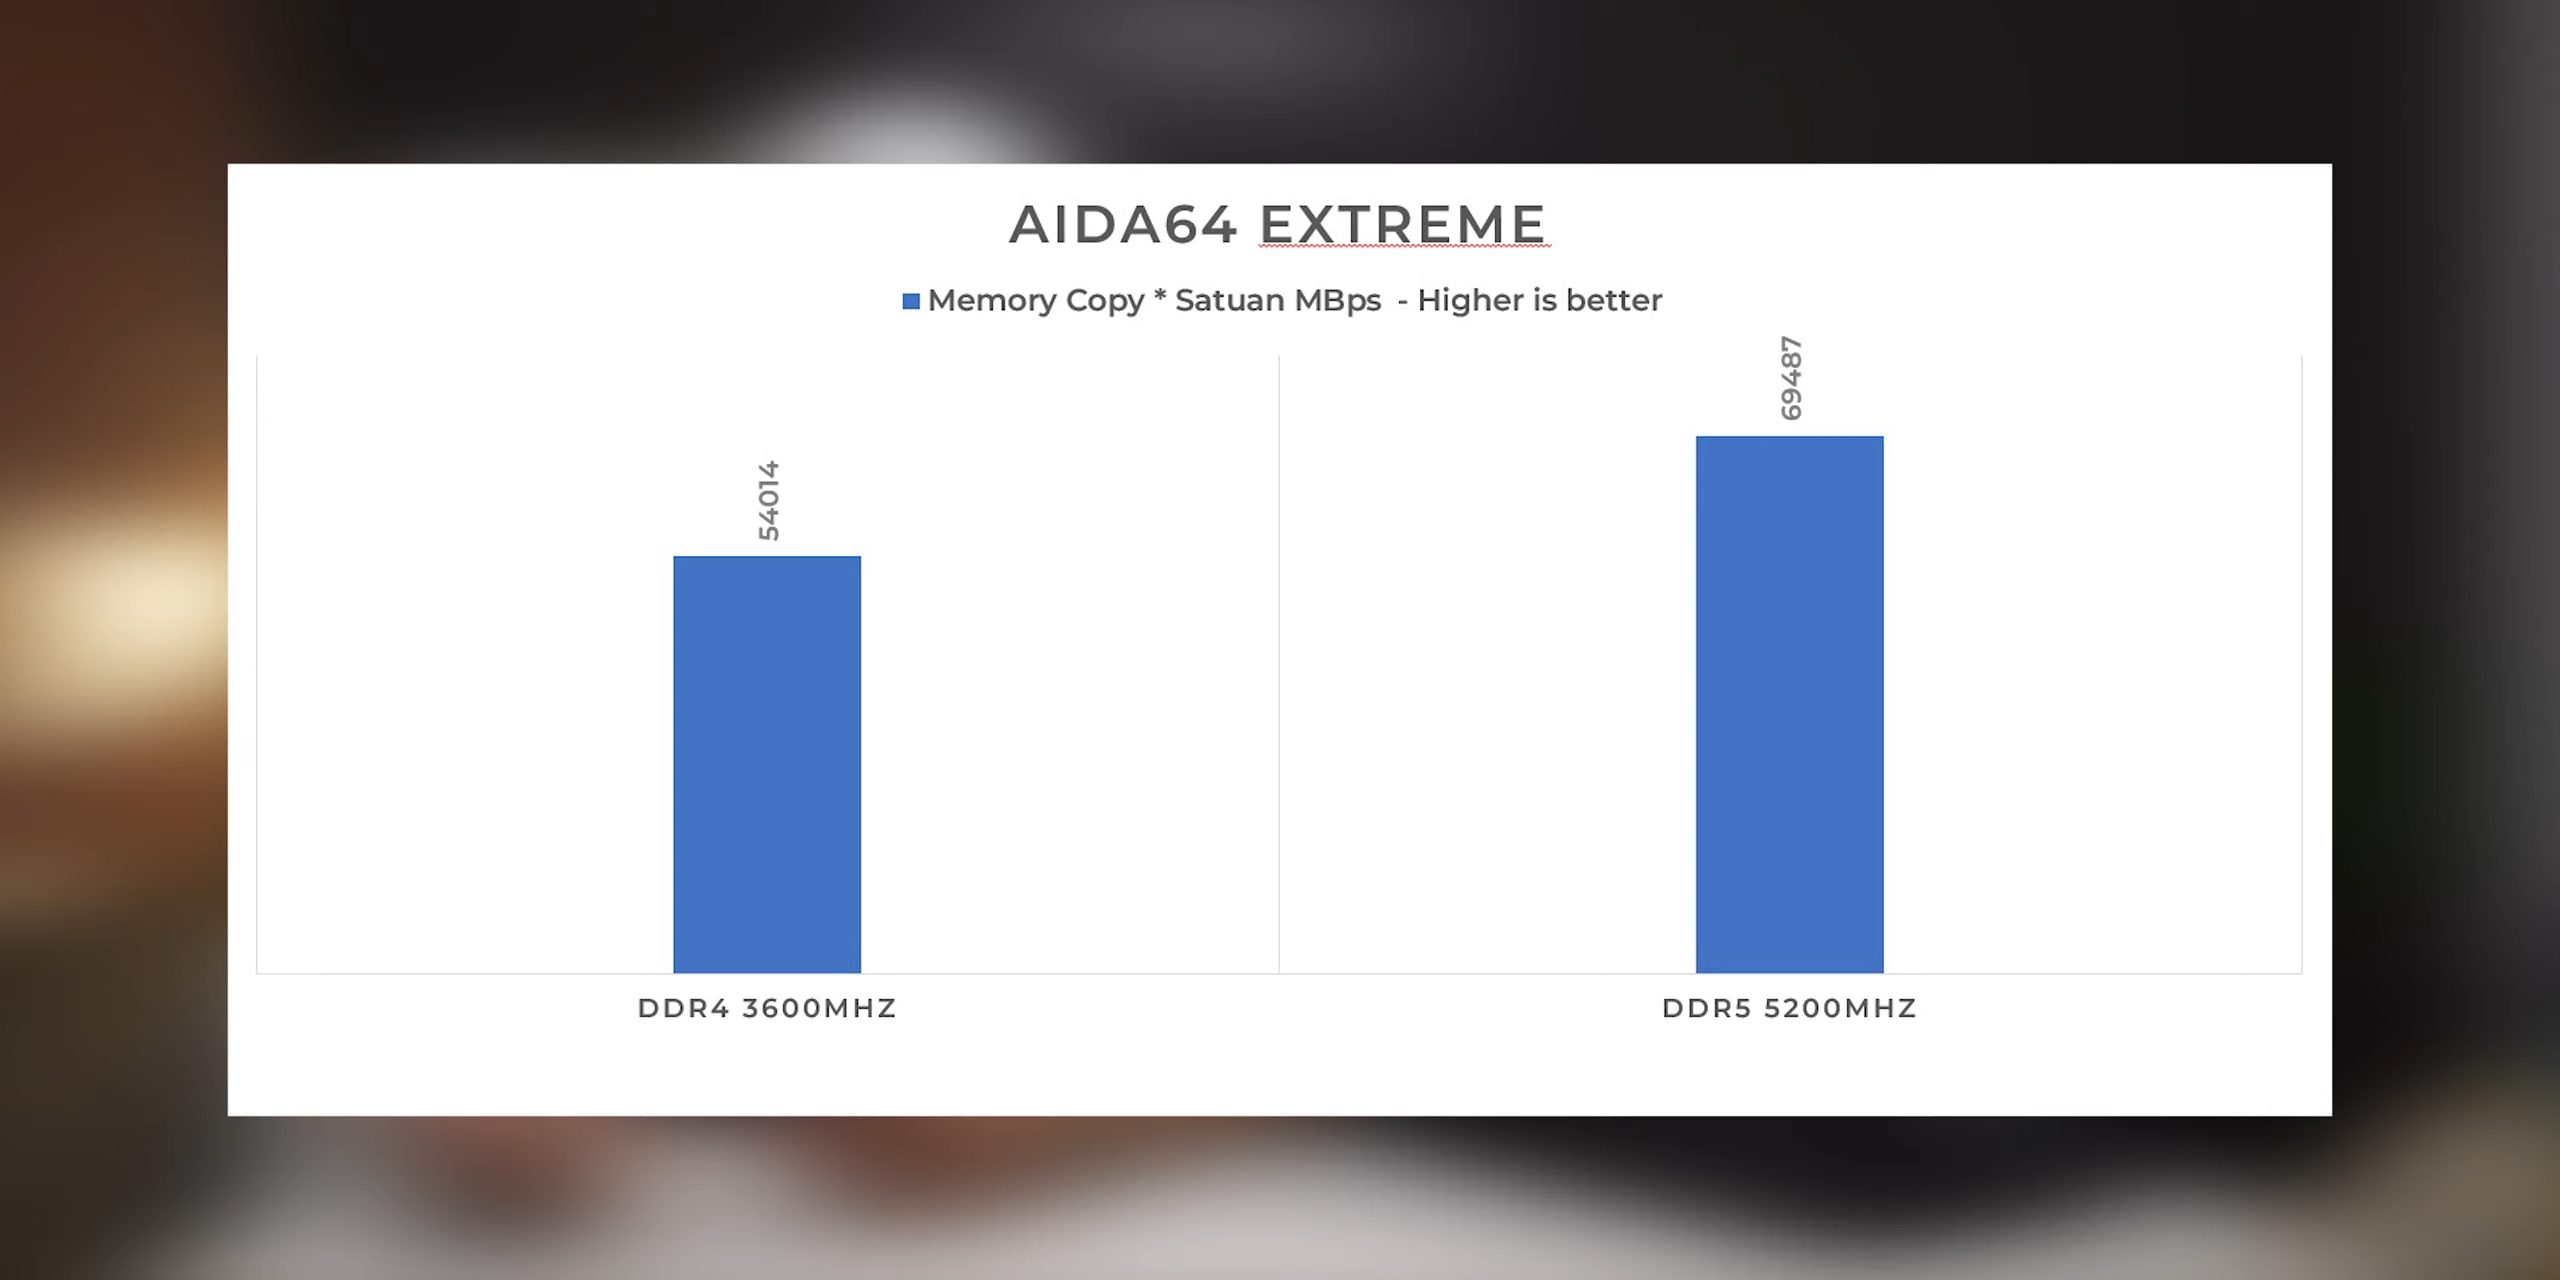 AIDA64 EXTREME
Memory Copy * Satuan MBps - Higher is better
54014
69487
DDR4 3600MHZ
DDR5 5200MHZ